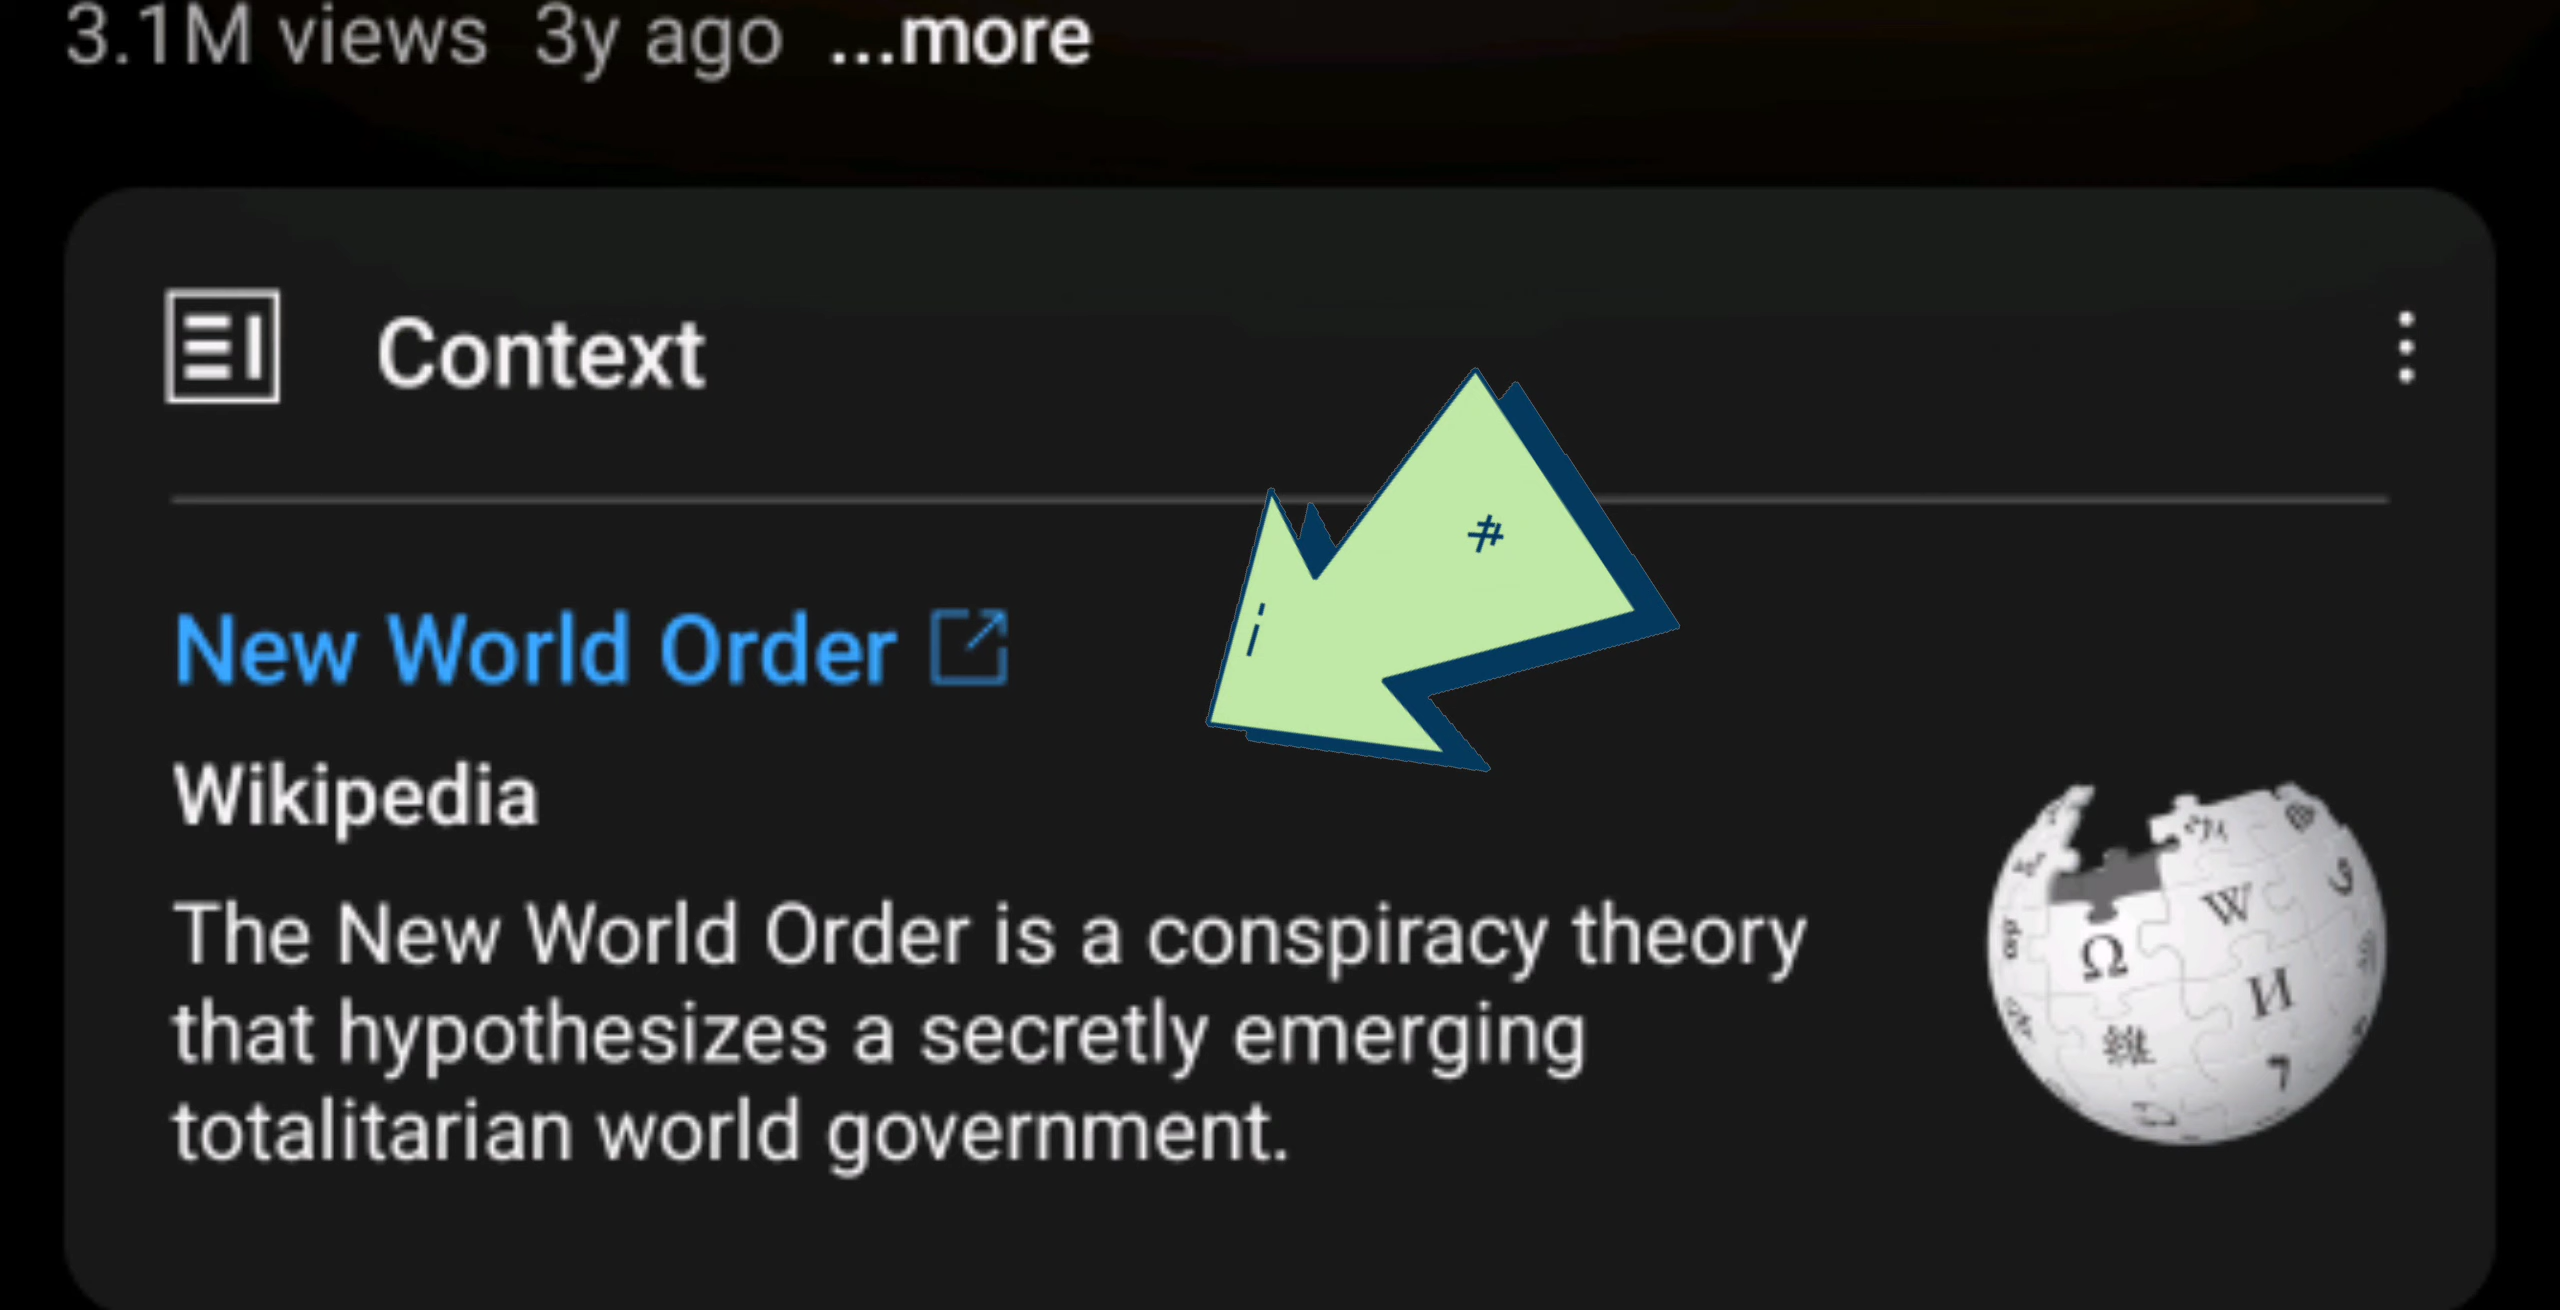 3.1M views 3y ago ...more
Context
#
i
New World Order
Wikipedia
The New World Order is a conspiracy theory
that hypothesizes a secretly emerging
totalitarian world government.
W
Ω
И
維